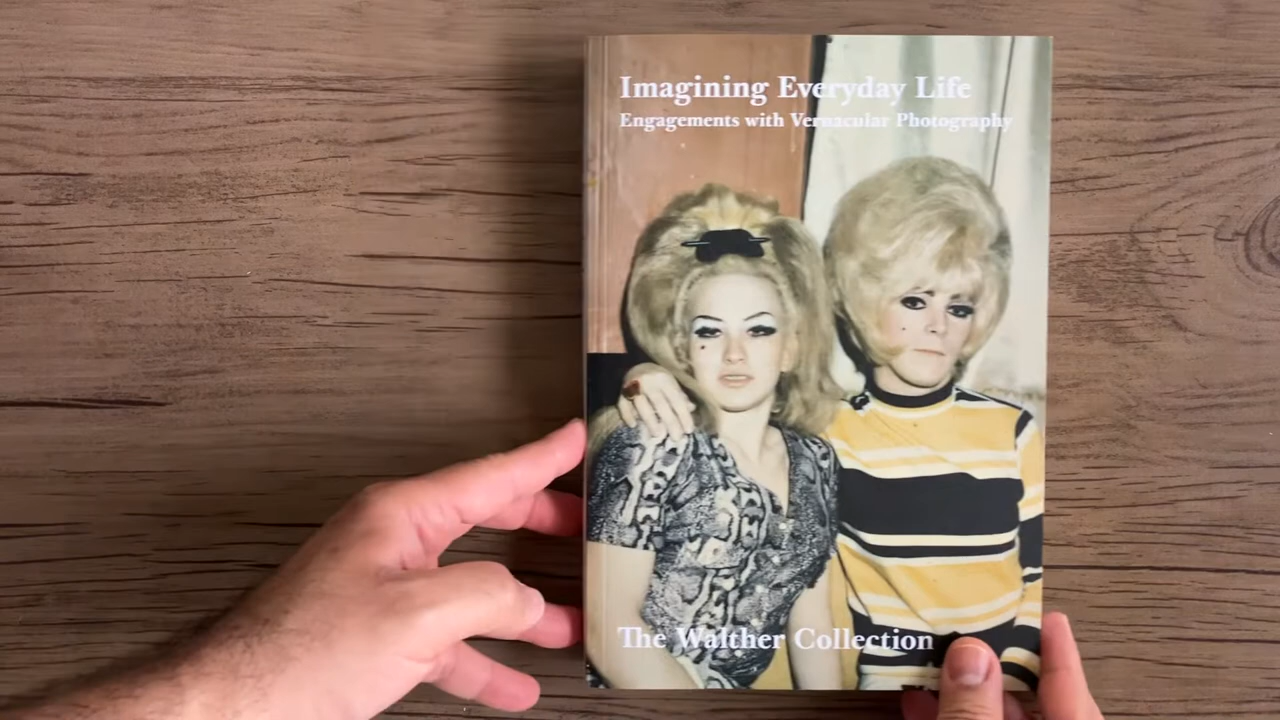 Imagining Everyday Life
Engagements with Vernacular Photography
The Walther Collection